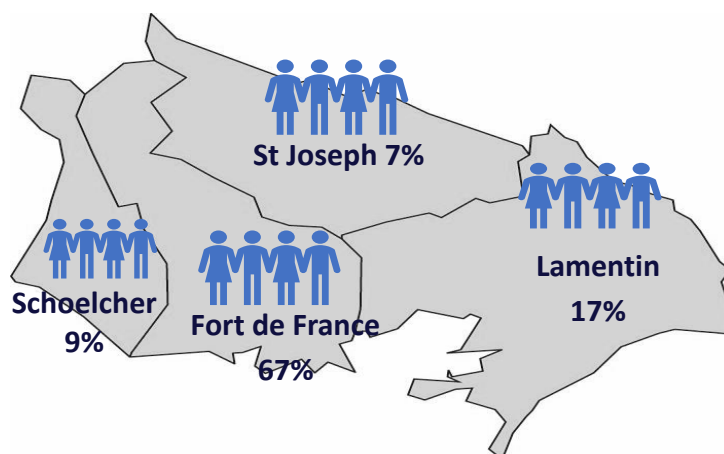 St Joseph 7%
Lamentin
17%
Schoelcher
9%
Fort de France
67%